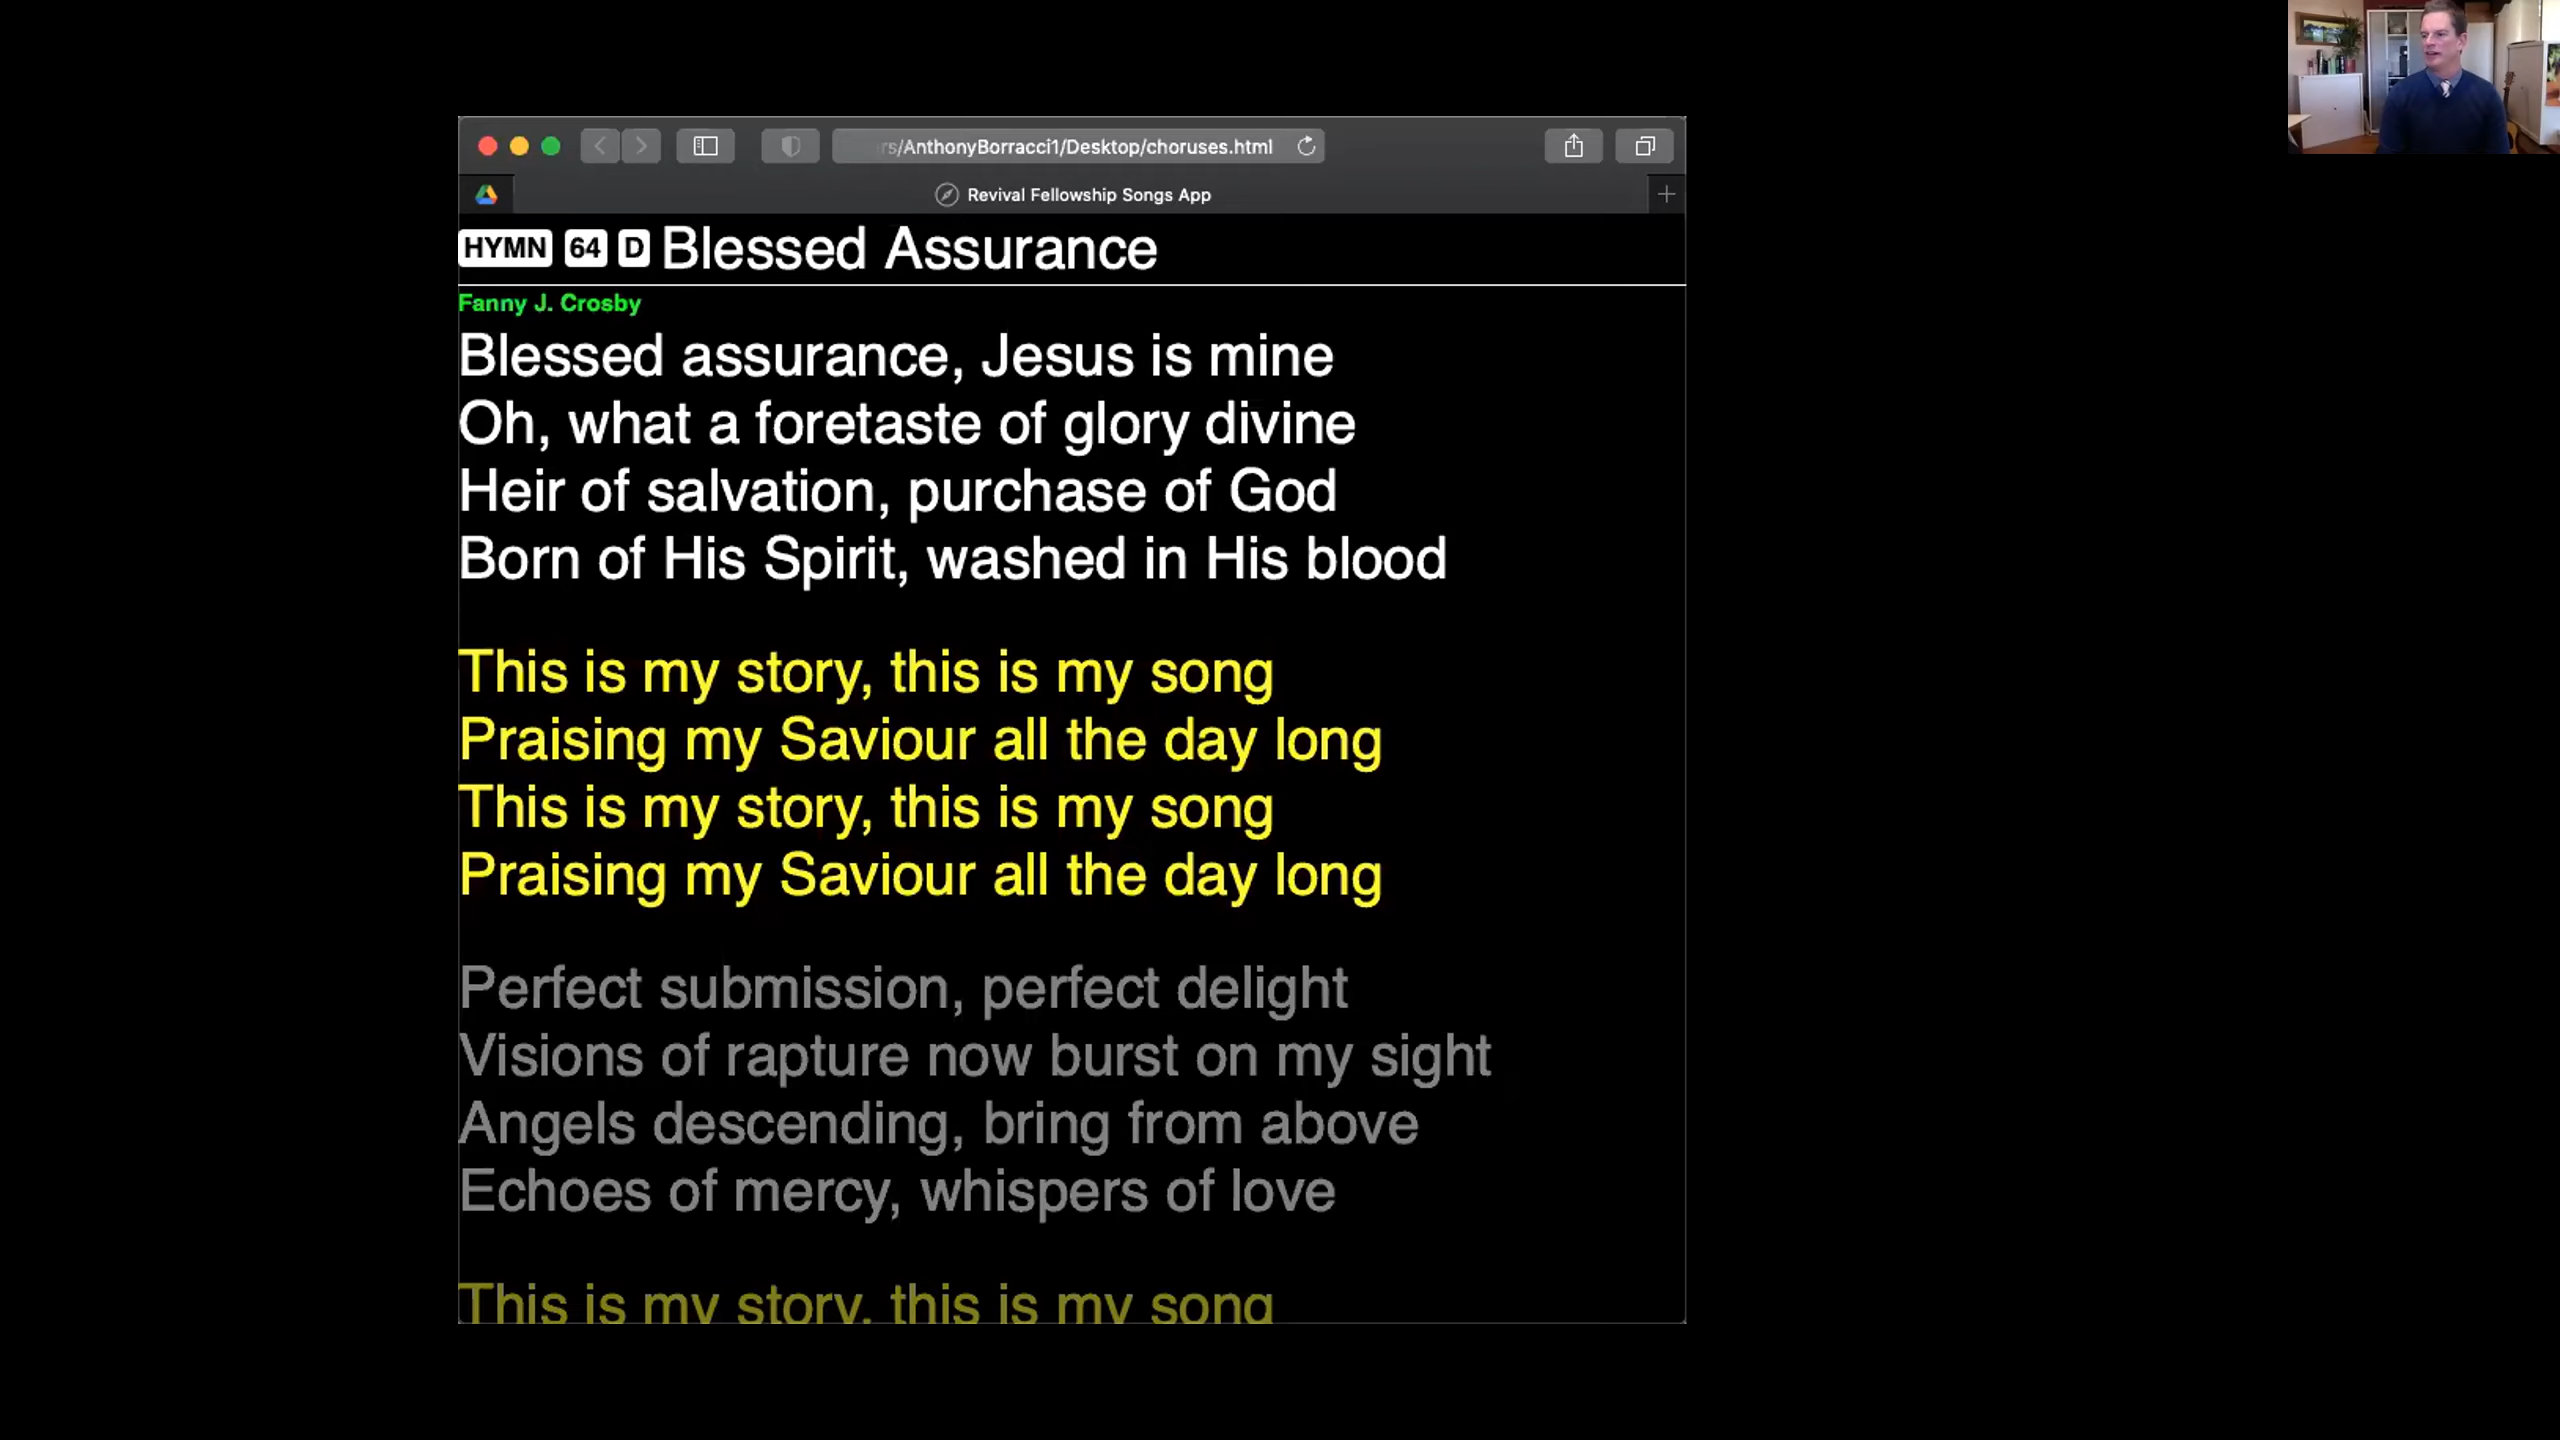 rs/AnthonyBorracci1/Desktop/choruses.html
Revival Fellowship Songs App
HYMN 64 D Blessed Assurance
Fanny J. Crosby
Blessed assurance, Jesus is mine
Oh, what a foretaste of glory divine
Heir of salvation, purchase of God
Born of His Spirit, washed in His blood
This is my story, this is my song
Praising my Saviour all the day long
This is my story, this is my song
Praising my Saviour all the day long
Perfect submission, perfect delight
Visions of rapture now burst on my sight
Angels descending, bring from above
Echoes of mercy, whispers of love
This is my story, this is my song